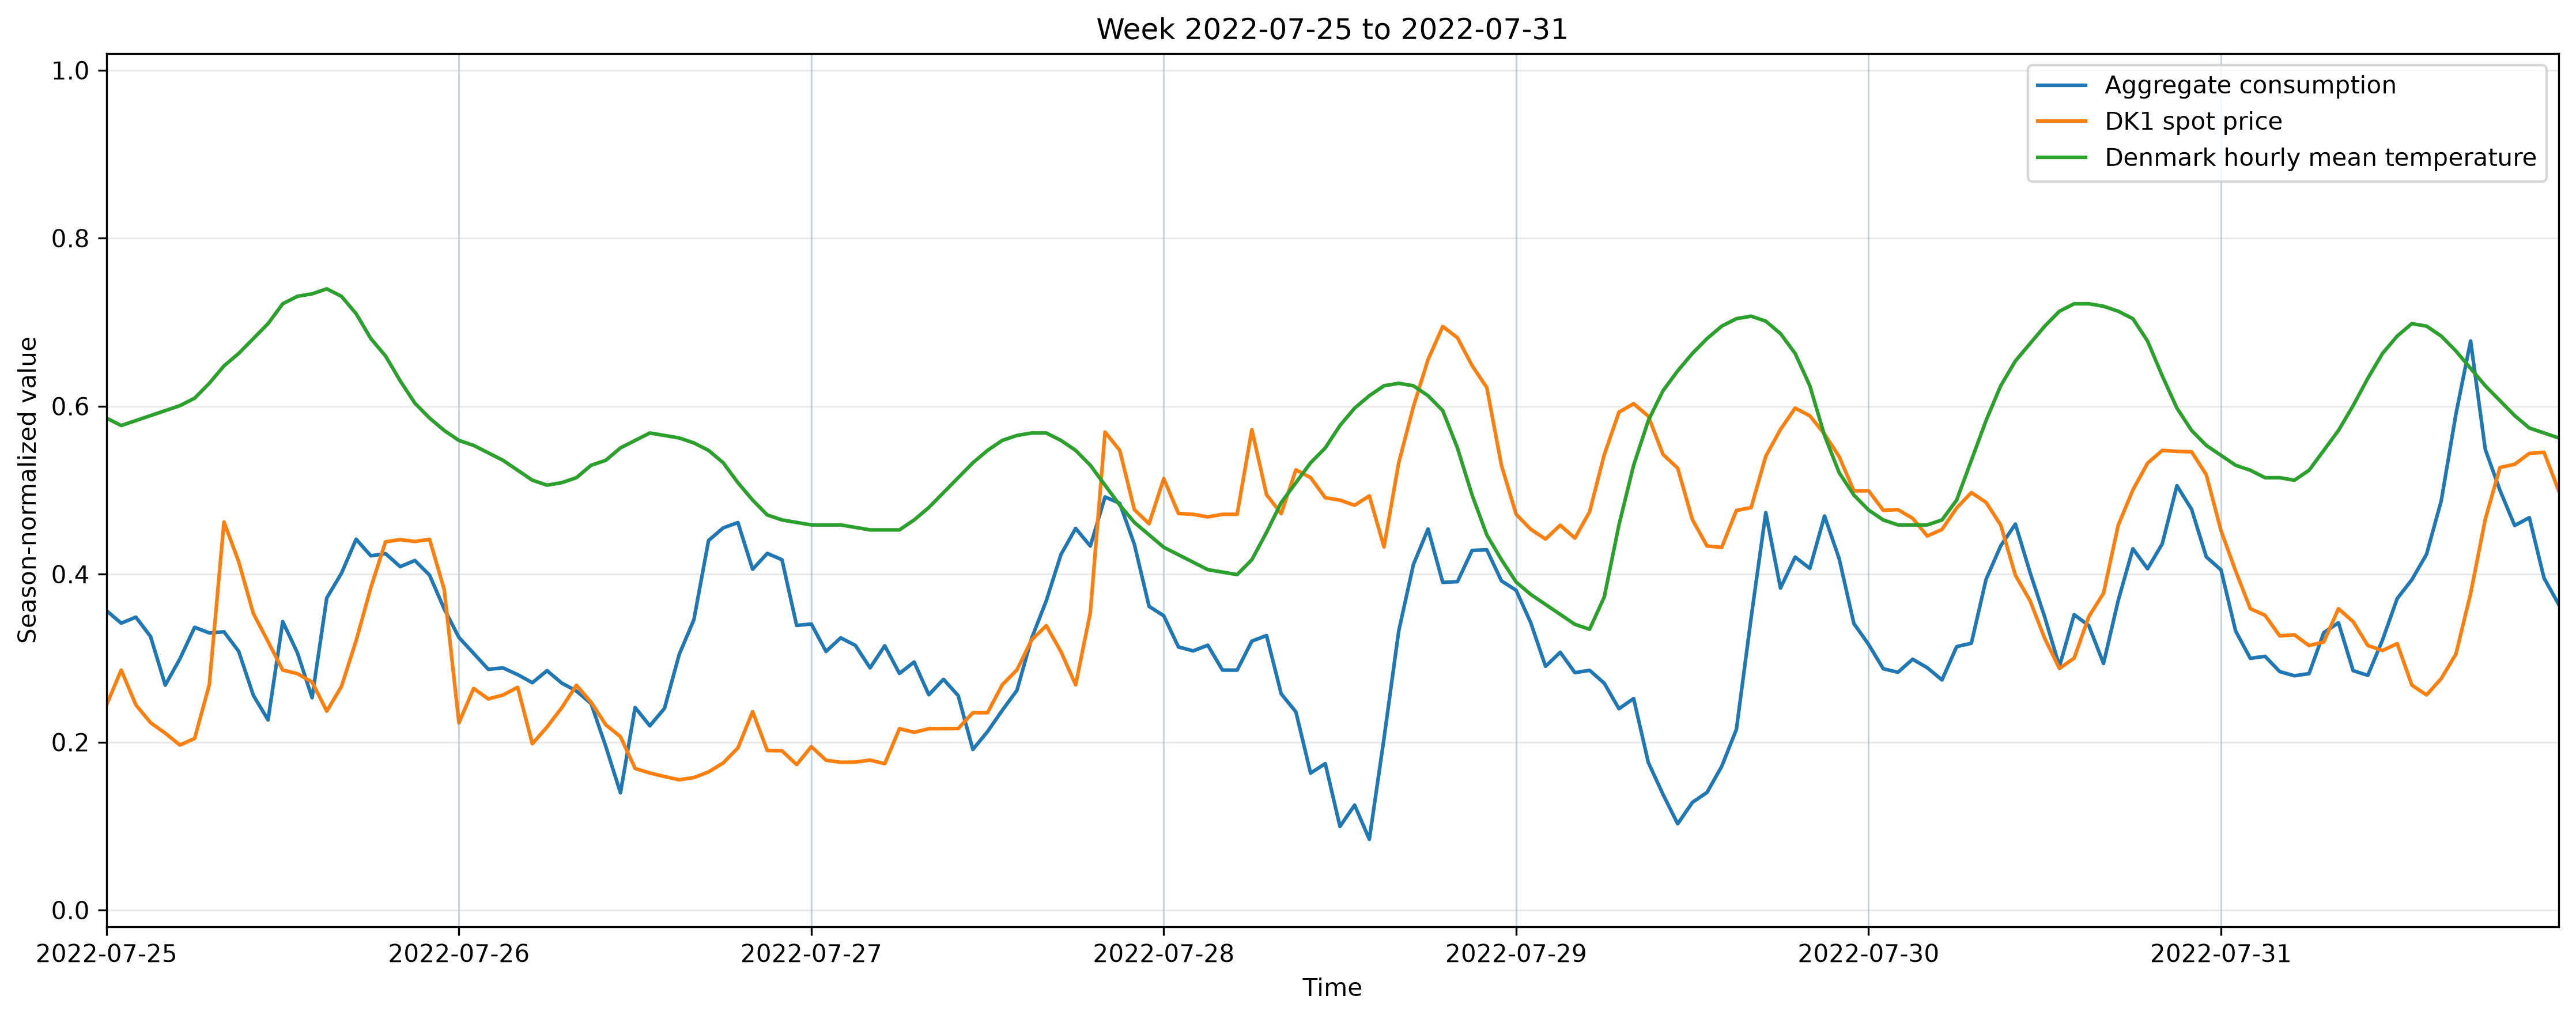 Week 2022-07-25 to 2022-07-31
Aggregate consumption
DK1 spot price
Denmark hourly mean temperature
Season-normalized value
1.0
0.8
0.6
0.4
0.2
0.0
2022-07-25 2022-07-26 2022-07-27 2022-07-28 2022-07-29 2022-07-30 2022-07-31
Time